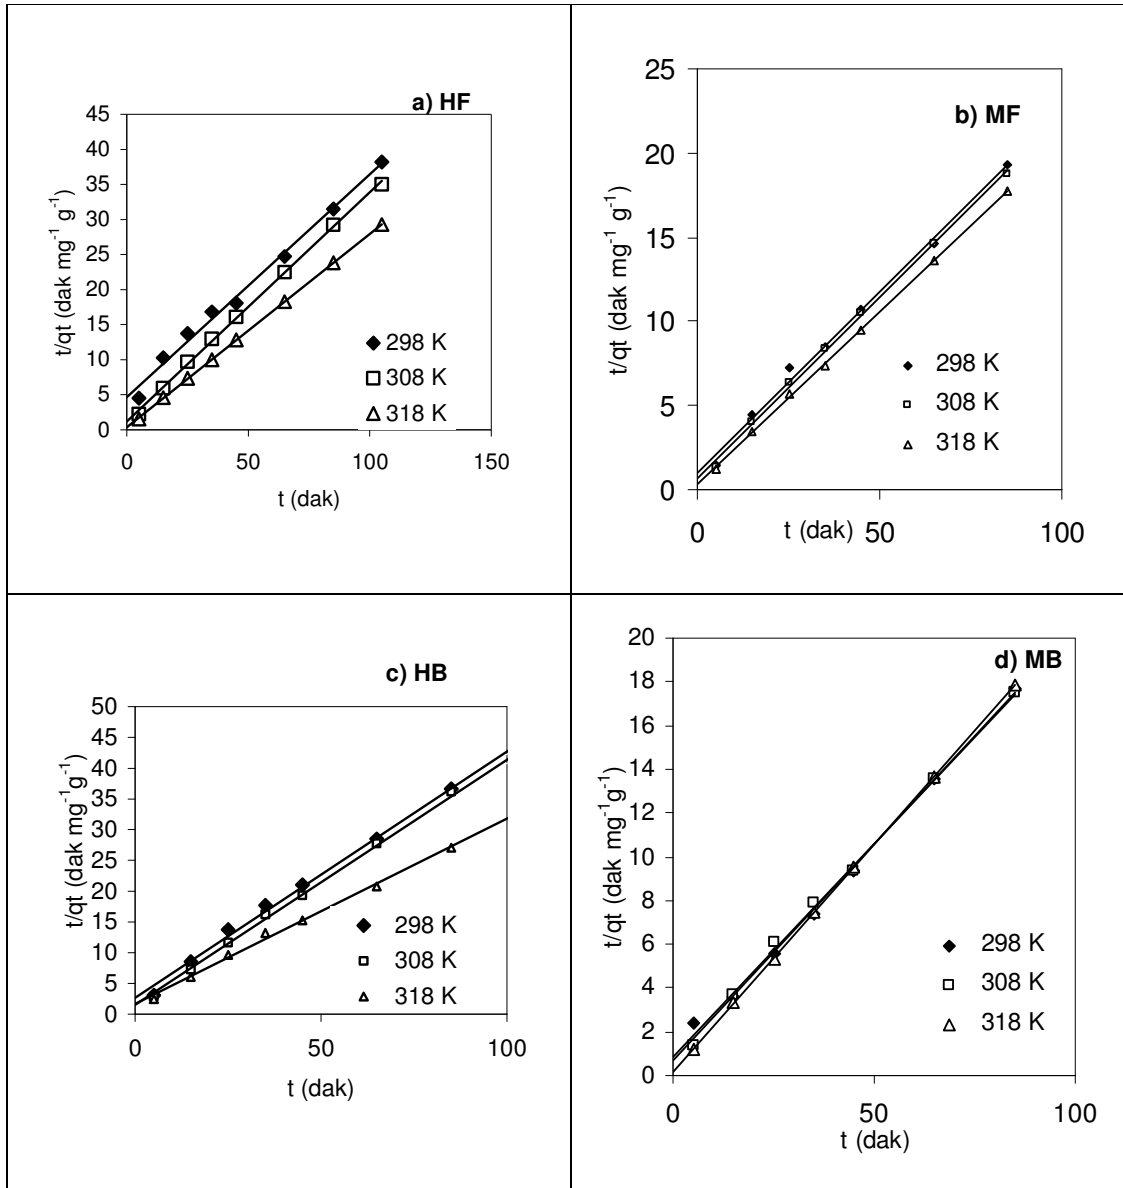 a) HF
45
40
35
30
25
20
15
10
5
0
t/qt (dak mg-1 g-1)
298 K
308 K
318 K
0 50 100 150
t (dak)
b) MF
25
20
15
10
5
0
t/qt (dak mg-1 g-1)
298 K
308 K
318 K
0 t (dak) 50 100
c) HB
50
45
40
35
30
25
20
15
10
5
0
t/qt (dak mg-1g-1)
298 K
308 K
318 K
0 50 100
t (dak)
d) MB
20
18
16
14
12
10
8
6
4
2
0
t/qt (dak mg-1g-1)
298 K
308 K
318 K
0 50 100
t (dak)